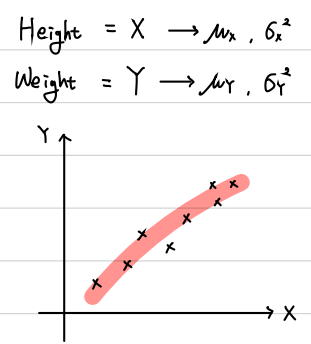 Height = X → μx , σx²
Weight = Y → μY , σY²
Y
X